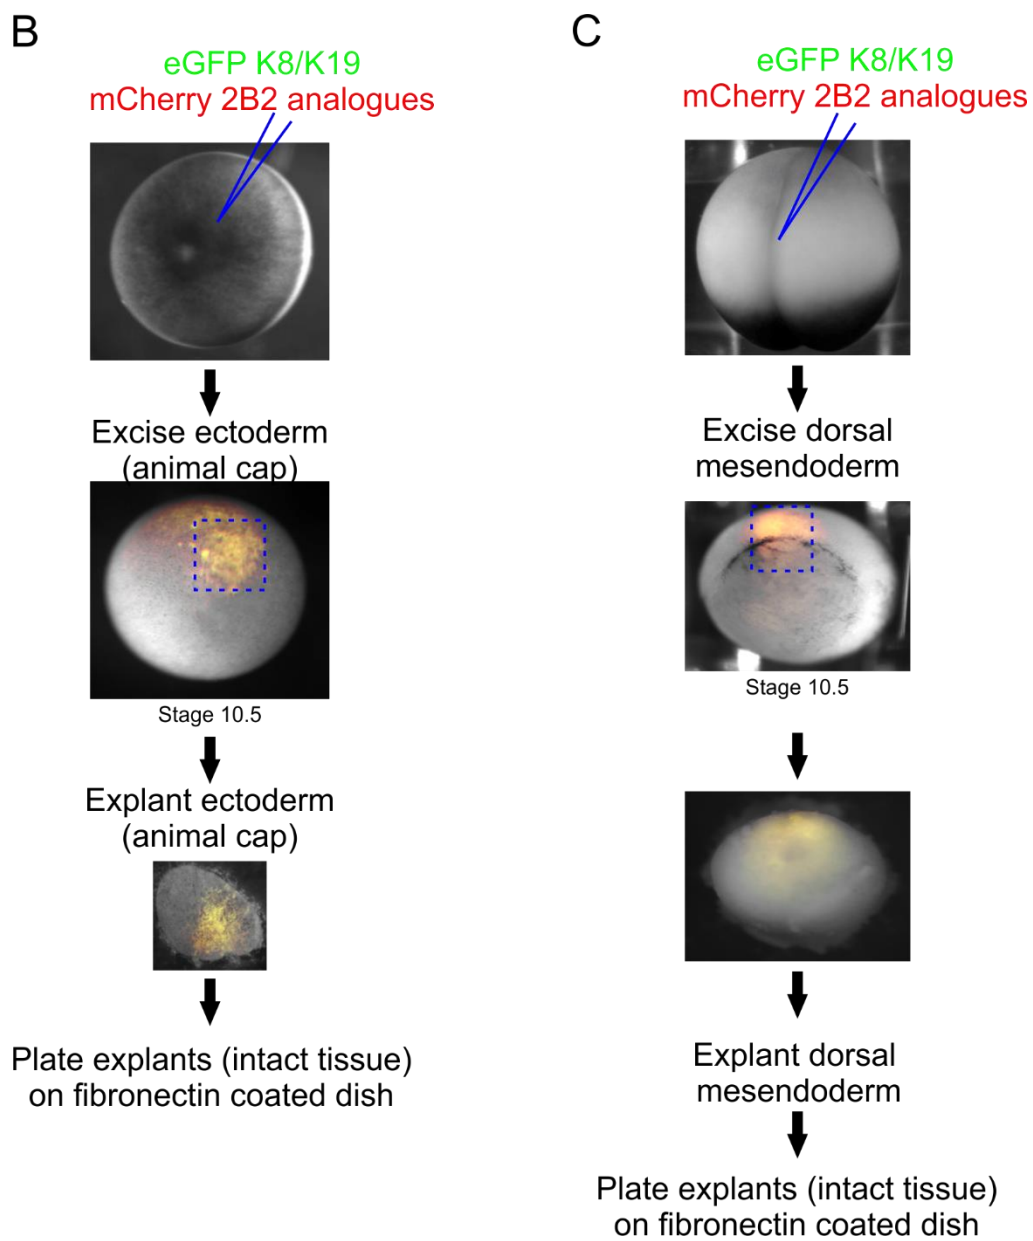 B
eGFP K8/K19
mCherry 2B2 analogues
Excise ectoderm
(animal cap)
Stage 10.5
Explant ectoderm
(animal cap)
Plate explants (intact tissue)
on fibronectin coated dish
C
eGFP K8/K19
mCherry 2B2 analogues
Excise dorsal
mesendoderm
Stage 10.5
Explant dorsal
mesendoderm
Plate explants (intact tissue)
on fibronectin coated dish